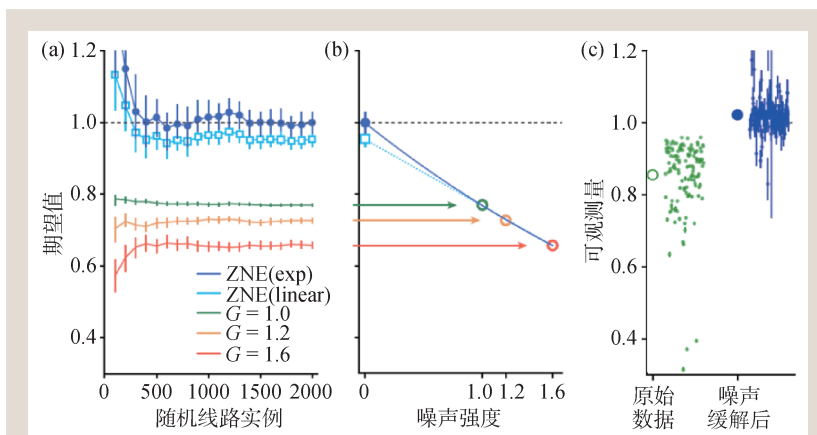 (a)
1.2
1.0
0.8
0.6
0.4
期望值
ZNE(exp)
ZNE(linear)
G = 1.0
G = 1.2
G = 1.6
0 500 1000 1500 2000
随机线路实例
(b)
0 1.0 1.2 1.6
噪声强度
(c)
1.2
1.0
0.8
0.6
0.4
可观测量
原始
数据
噪声
缓解后